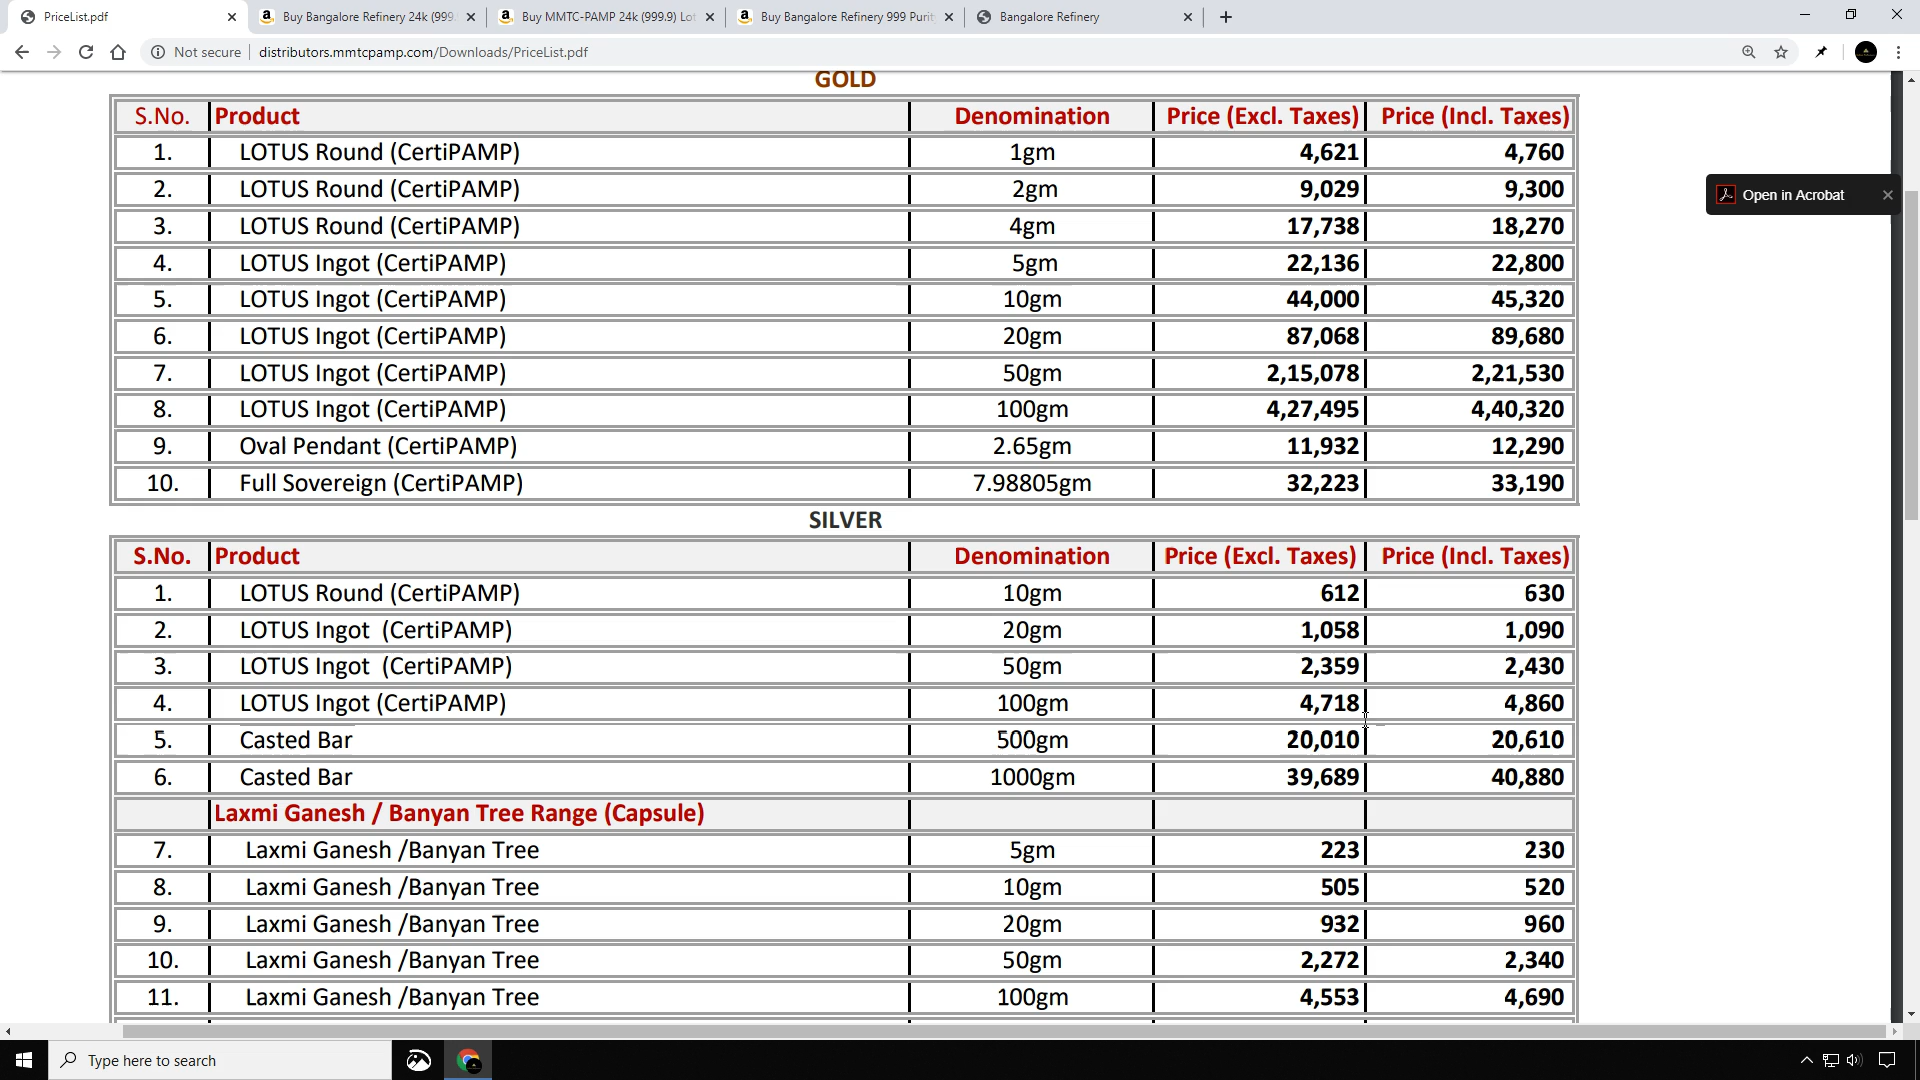 PriceList.pdf
Buy Bangalore Refinery 24k (999.
Buy MMTC-PAMP 24k (999.9) Lot
Buy Bangalore Refinery 999 Purit
Bangalore Refinery
Not secure distributors.mmtcpamp.com/Downloads/PriceList.pdf
Open in Acrobat
GOLD
S.No. Product Denomination Price (Excl. Taxes) Price (Incl. Taxes)
1. LOTUS Round (CertiPAMP) 1gm 4,621 4,760
2. LOTUS Round (CertiPAMP) 2gm 9,029 9,300
3. LOTUS Round (CertiPAMP) 4gm 17,738 18,270
4. LOTUS Ingot (CertiPAMP) 5gm 22,136 22,800
5. LOTUS Ingot (CertiPAMP) 10gm 44,000 45,320
6. LOTUS Ingot (CertiPAMP) 20gm 87,068 89,680
7. LOTUS Ingot (CertiPAMP) 50gm 2,15,078 2,21,530
8. LOTUS Ingot (CertiPAMP) 100gm 4,27,495 4,40,320
9. Oval Pendant (CertiPAMP) 2.65gm 11,932 12,290
10. Full Sovereign (CertiPAMP) 7.98805gm 32,223 33,190
SILVER
S.No. Product Denomination Price (Excl. Taxes) Price (Incl. Taxes)
1. LOTUS Round (CertiPAMP) 10gm 612 630
2. LOTUS Ingot (CertiPAMP) 20gm 1,058 1,090
3. LOTUS Ingot (CertiPAMP) 50gm 2,359 2,430
4. LOTUS Ingot (CertiPAMP) 100gm 4,718 4,860
5. Casted Bar 500gm 20,010 20,610
6. Casted Bar 1000gm 39,689 40,880
Laxmi Ganesh / Banyan Tree Range (Capsule)
7. Laxmi Ganesh /Banyan Tree 5gm 223 230
8. Laxmi Ganesh /Banyan Tree 10gm 505 520
9. Laxmi Ganesh /Banyan Tree 20gm 932 960
10. Laxmi Ganesh /Banyan Tree 50gm 2,272 2,340
11. Laxmi Ganesh /Banyan Tree 100gm 4,553 4,690
Type here to search